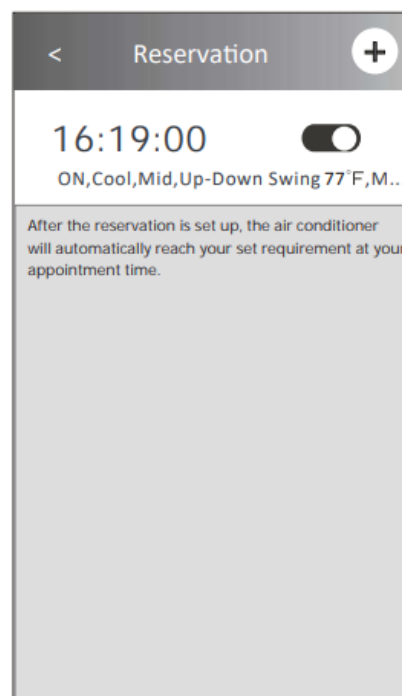 < Reservation +
16:19:00
ON,Cool,Mid,Up-Down Swing 77°F,M..
After the reservation is set up, the air conditioner
will automatically reach your set requirement at your
appointment time.